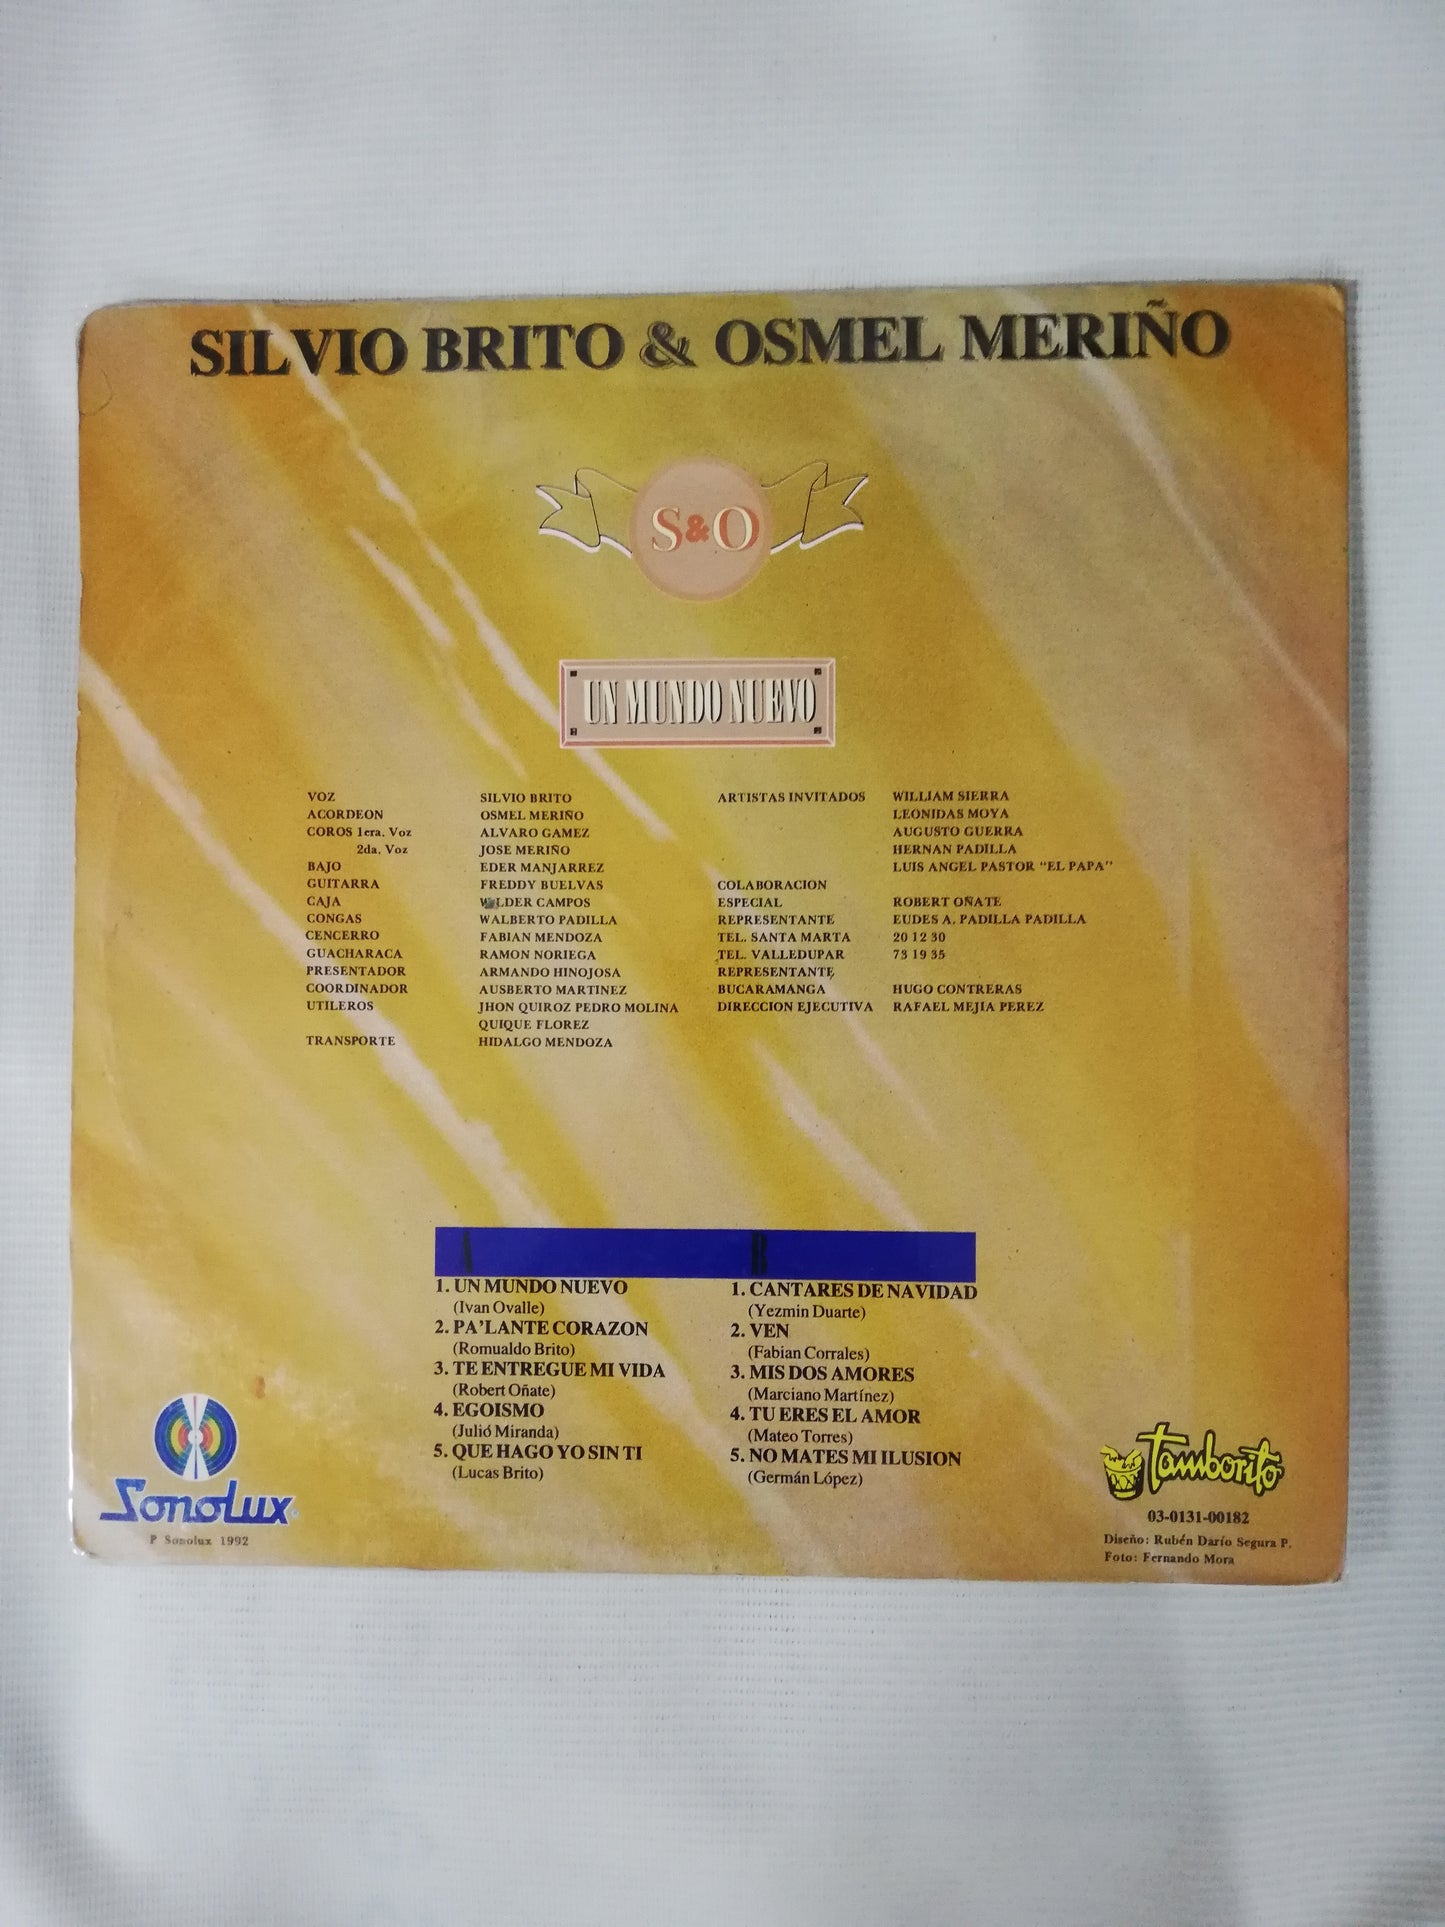 SILVIO BRITO & OSMEL MERIÑO
S&O
UN MUNDO NUEVO
VOZ SILVIO BRITO
ACORDEON OSMEL MERIÑO
COROS 1era. Voz ALVARO GAMEZ
2da. Voz JOSE MERIÑO
BAJO EDER MANJARREZ
GUITARRA FREDDY BUELVAS
CAJA CAMPOS
CONGAS WALBERTO PADILLA
CENCERRO FABIAN MENDOZA
GUACHARACA RAMON NORIEGA
PRESENTADOR ARMANDO HINOJOSA
COORDINADOR AUSBERTO MARTINEZ
UTILEROS JHON QUIROZ PEDRO MOLINA
QUIQUE FLOREZ
TRANSPORTE HIDALGO MENDOZA
ARTISTAS INVITADOS WILLIAM SIERRA
LEONIDAS MOYA
AUGUSTO GUERRA
HERNAN PADILLA
LUIS ANGEL PASTOR "EL PAPA"
COLABORACION
ESPECIAL ROBERT OÑATE
REPRESENTANTE EUDES A. PADILLA PADILLA
TEL. SANTA MARTA 20 12 30
TEL. VALLEDUPAR 73 19 35
REPRESENTANTE
BUCARAMANGA HUGO CONTRERAS
DIRECCION EJECUTIVA RAFAEL MEJIA PEREZ
A
1. UN MUNDO NUEVO
(Ivan Ovalle)
2. PA'LANTE CORAZON
(Romualdo Brito)
3. TE ENTREGUE MI VIDA
(Robert Oñate)
4. EGOISMO
(Julió Miranda)
5. QUE HAGO YO SIN TI
(Lucas Brito)
B
1. CANTARES DE NAVIDAD
(Yezmin Duarte)
2. VEN
(Fabian Corrales)
3. MIS DOS AMORES
(Marciano Martínez)
4. TU ERES EL AMOR
(Mateo Torres)
5. NO MATES MI ILUSION
(Germán López)
Sonolux
P Sonolux 1992
Tamborito
03-0131-00182
Diseño: Rubén Darío Segura P.
Foto: Fernando Mora